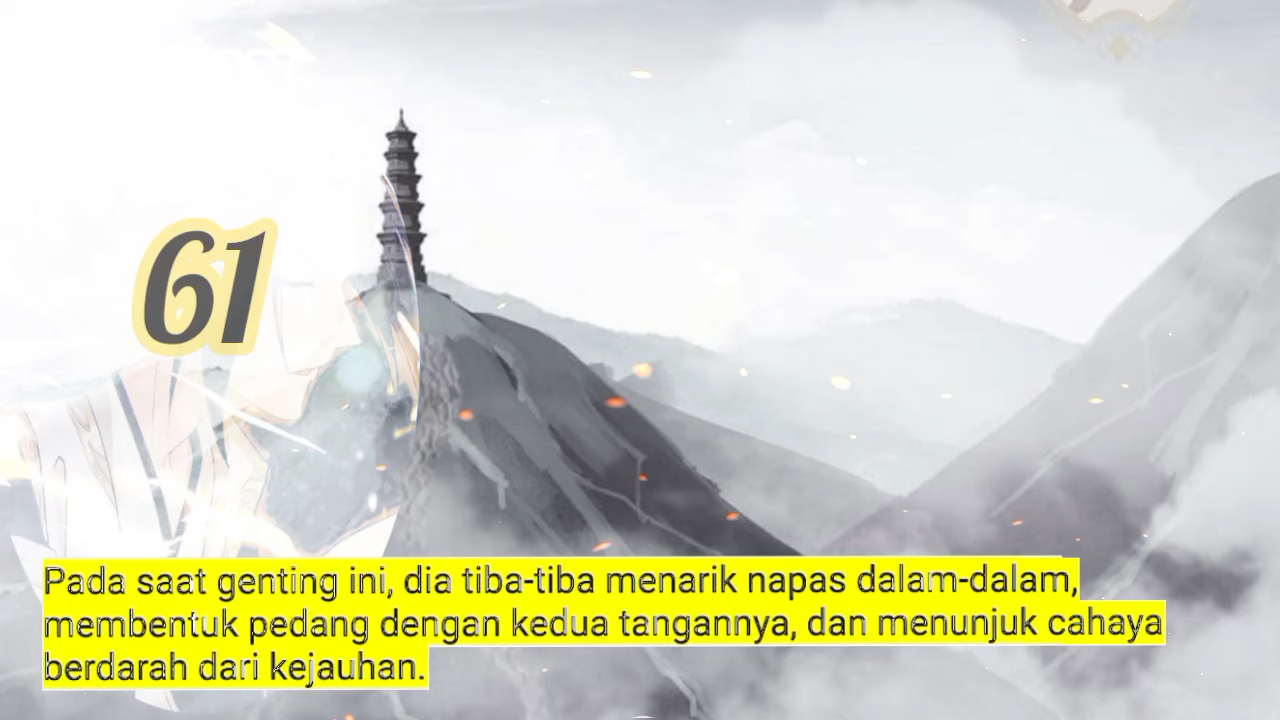 61
Pada saat genting ini, dia tiba-tiba menarik napas dalam-dalam,
membentuk pedang dengan kedua tangannya, dan menunjuk cahaya
berdarah dari kejauhan.